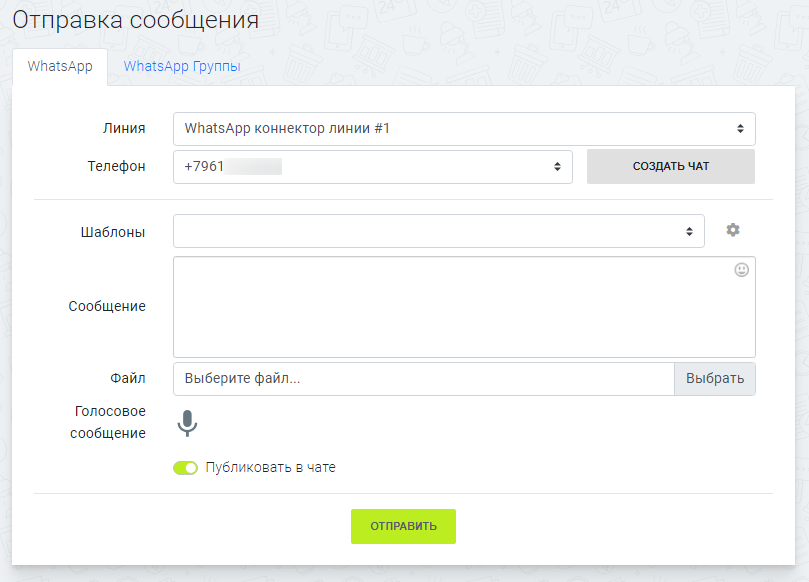 Отправка сообщения
WhatsApp WhatsApp Группы
Линия WhatsApp коннектор линии #1
Телефон +7961 СОЗДАТЬ ЧАТ
Шаблоны
Сообщение
Файл Выберите файл... Выбрать
Голосовое
сообщение
Публиковать в чате
ОТПРАВИТЬ